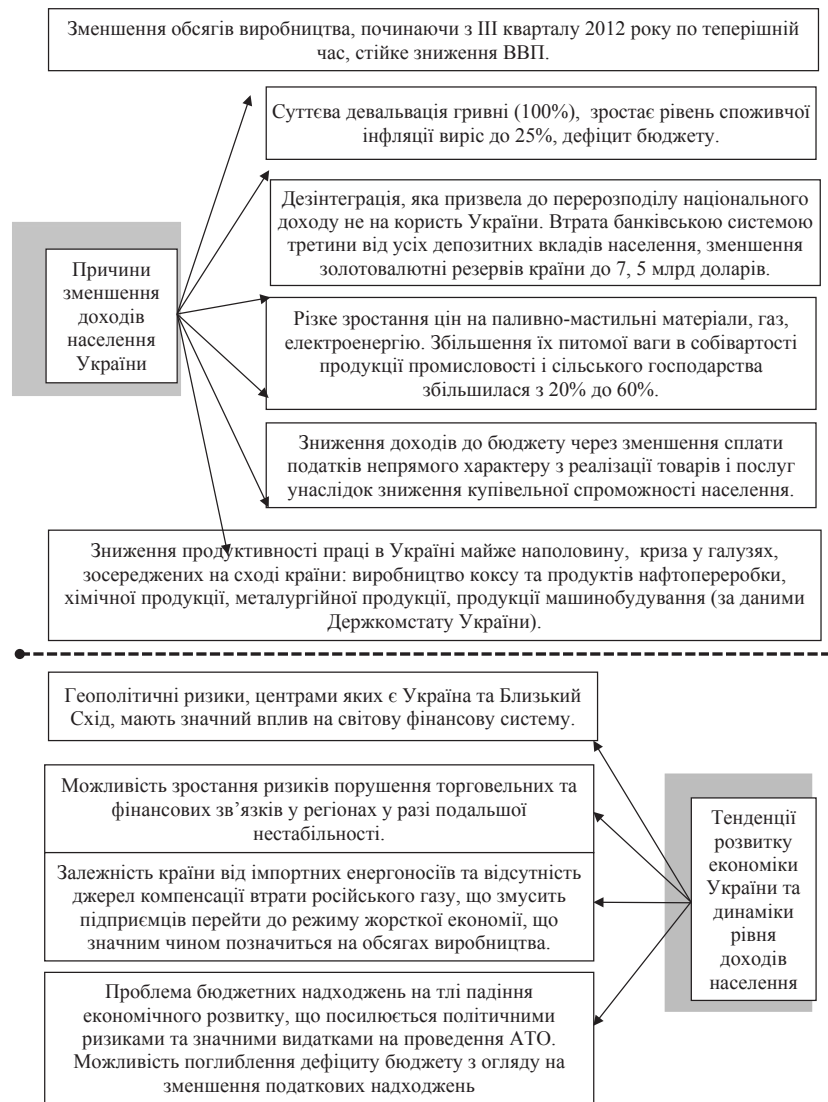 Зменшення обсягів виробництва, починаючи з III кварталу 2012 року по теперішній
час, стійке зниження ВВП.
Суттєва девальвація гривні (100%), зростає рівень споживчої
інфляції виріс до 25%, дефіцит бюджету.
Дезінтеграція, яка призвела до перерозподілу національного
доходу не на користь України. Втрата банківською системою
третини від усіх депозитних вкладів населення, зменшення
золотовалютні резервів країни до 7, 5 млрд доларів.
Причини
зменшення
доходів
населення
України
Різке зростання цін на паливно-мастильні матеріали, газ,
електроенергію. Збільшення їх питомої ваги в собівартості
продукції промисловості і сільського господарства
збільшилася з 20% до 60%.
Зниження доходів до бюджету через зменшення сплати
податків непрямого характеру з реалізації товарів і послуг
унаслідок зниження купівельної спроможності населення.
Зниження продуктивності праці в Україні майже наполовину, криза у галузях,
зосереджених на сході країни: виробництво коксу та продуктів нафтопереробки,
хімічної продукції, металургійної продукції, продукції машинобудування (за даними
Держкомстату України).
Геополітичні ризики, центрами яких є Україна та Близький
Схід, мають значний вплив на світову фінансову систему.
Можливість зростання ризиків порушення торговельних та
фінансових зв’язків у регіонах у разі подальшої
нестабільності.
Залежність країни від імпортних енергоносіїв та відсутність
джерел компенсації втрати російського газу, що змусить
підприємців перейти до режиму жорсткої економії, що
значним чином позначиться на обсягах виробництва.
Тенденції
розвитку
економіки
України та
динаміки
рівня
доходів
населення
Проблема бюджетних надходжень на тлі падіння
економічного розвитку, що посилюється політичними
ризиками та значними видатками на проведення АТО.
Можливість поглиблення дефіциту бюджету з огляду на
зменшення податкових надходжень